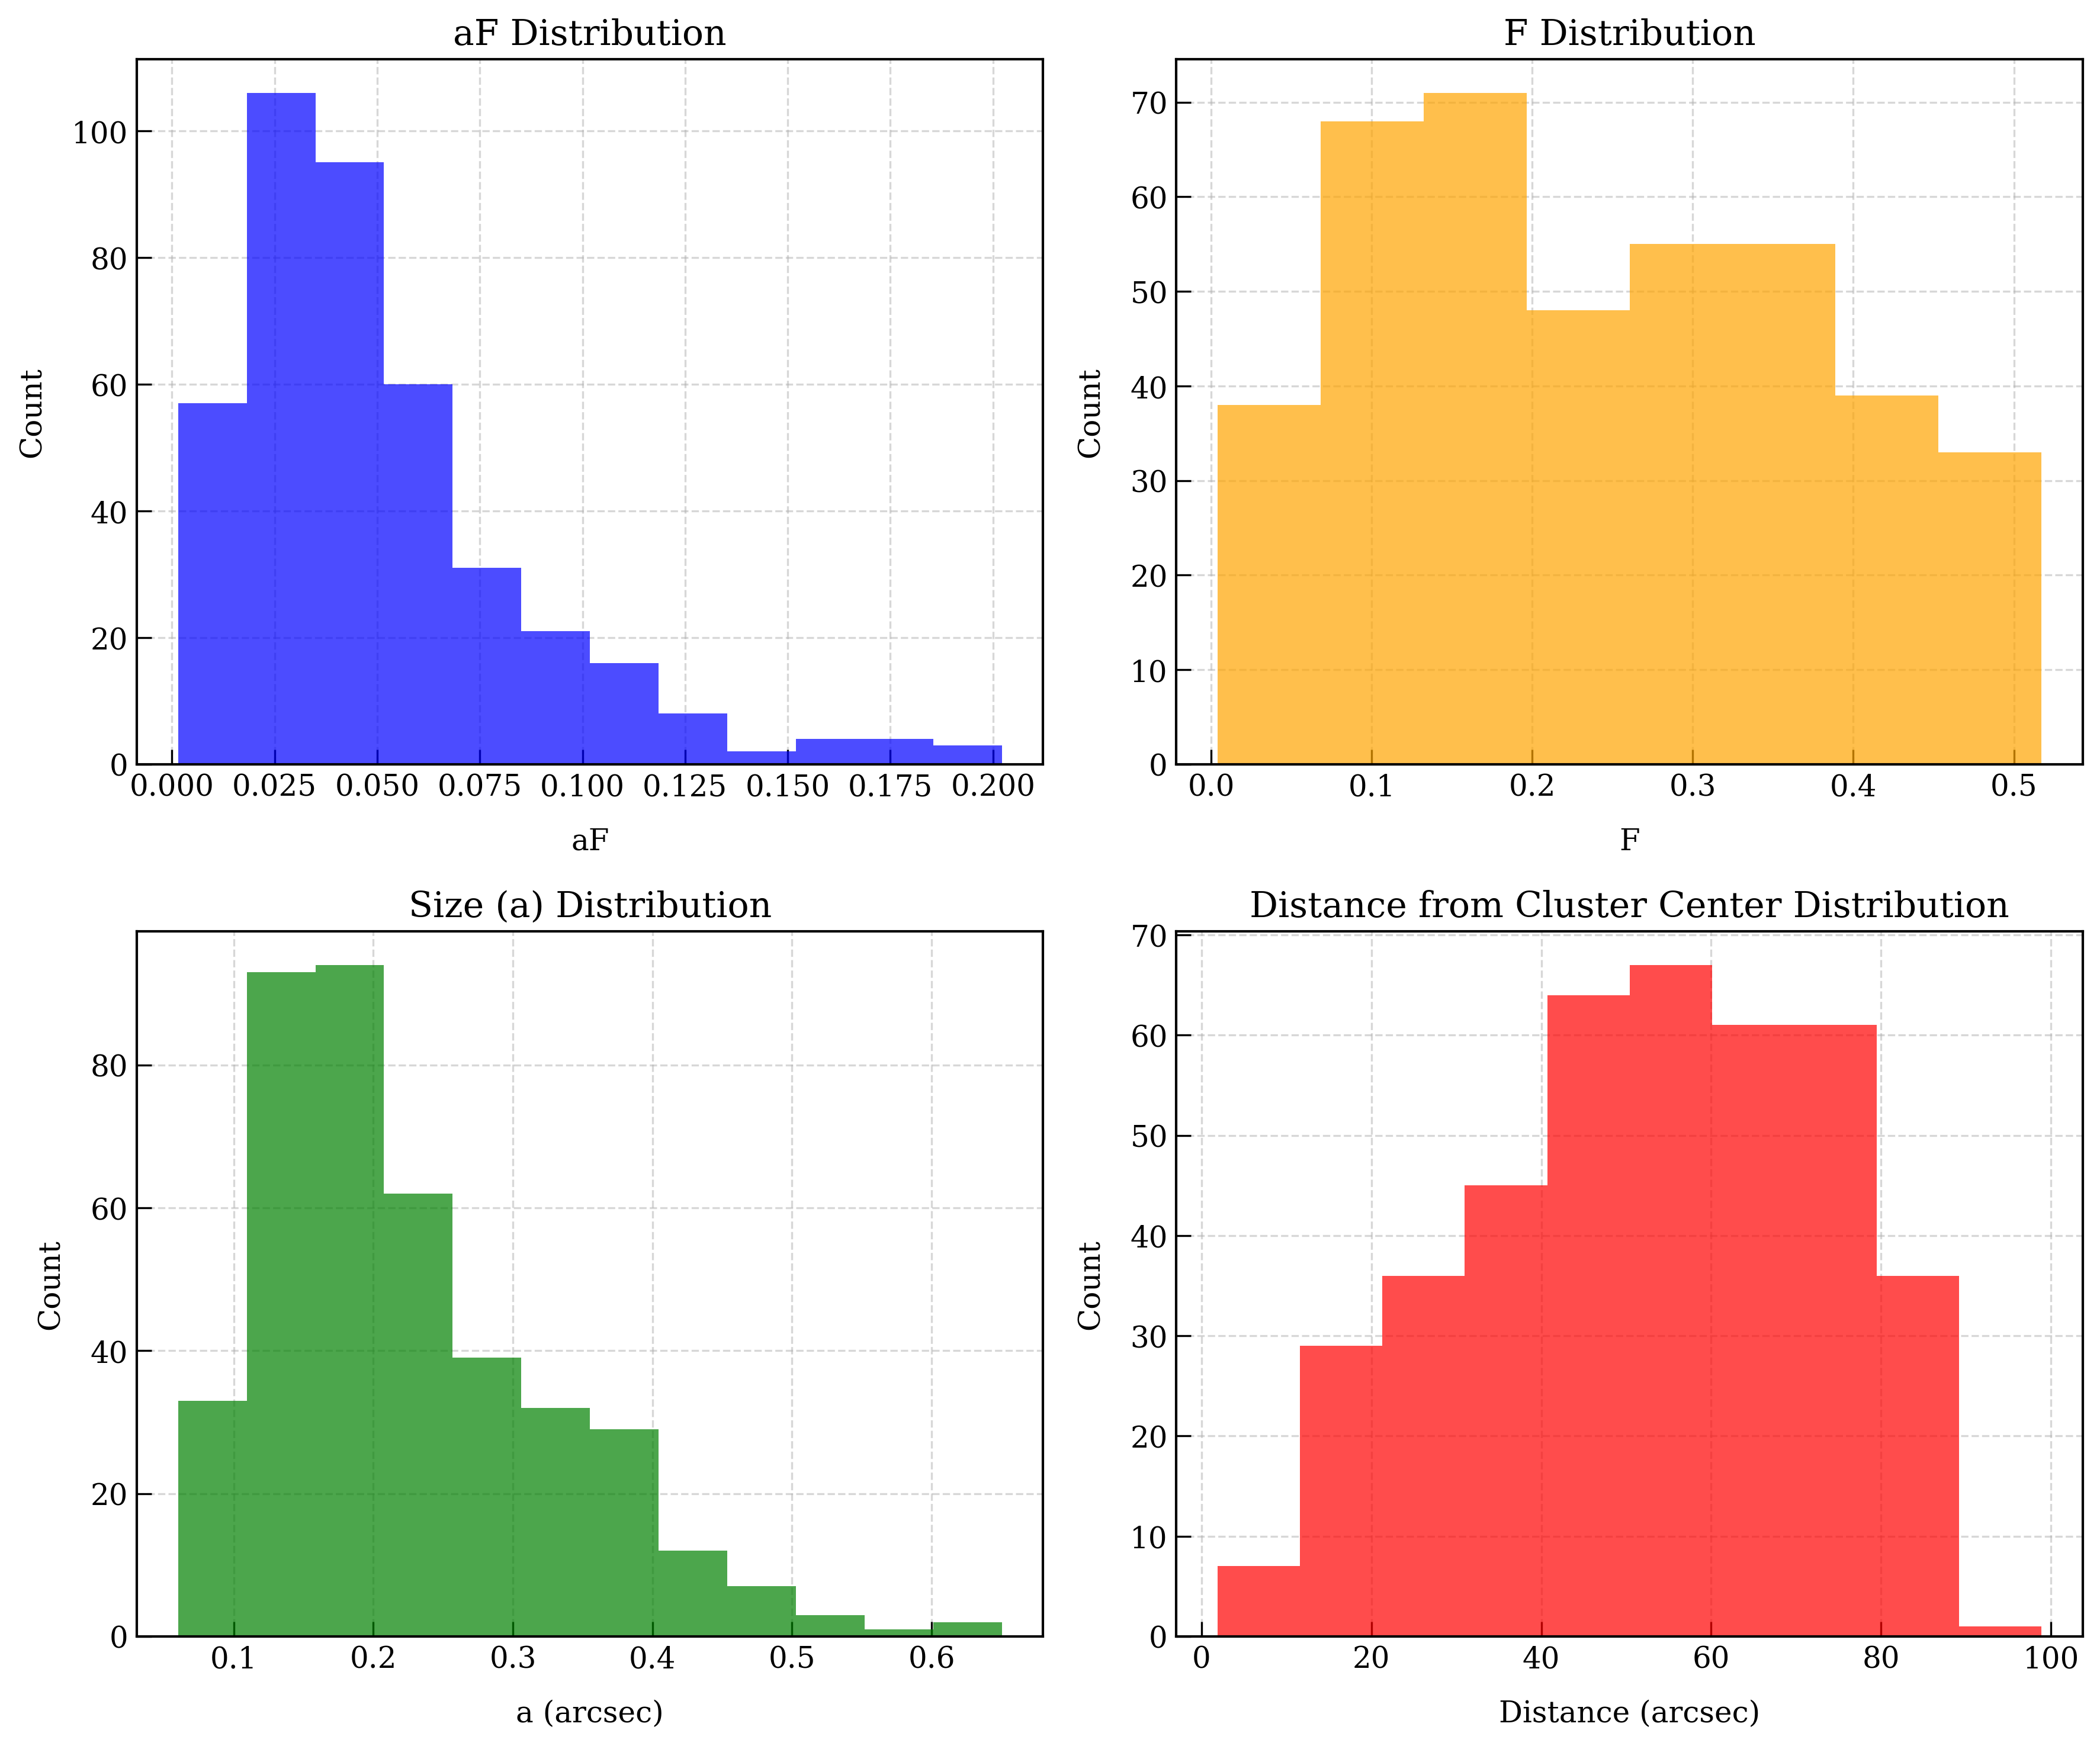 aF Distribution
100
80
60
40
20
0
Count
0.000 0.025 0.050 0.075 0.100 0.125 0.150 0.175 0.200
aF
F Distribution
70
60
50
40
30
20
10
0
Count
0.0 0.1 0.2 0.3 0.4 0.5
F
Size (a) Distribution
80
60
40
20
0
Count
0.1 0.2 0.3 0.4 0.5 0.6
a (arcsec)
Distance from Cluster Center Distribution
70
60
50
40
30
20
10
0
Count
0 20 40 60 80 100
Distance (arcsec)